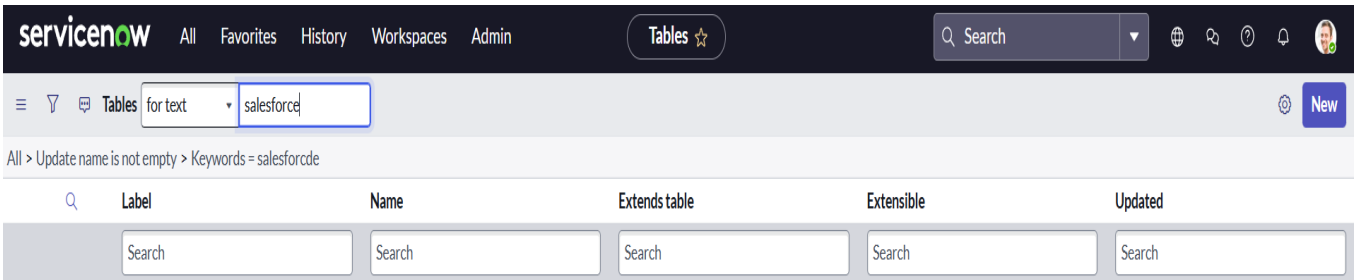 servicenow All Favorites History Workspaces Admin Tables Search
Tables for text salesforce New
All > Update name is not empty > Keywords = salesforcde
Label Name Extends table Extensible Updated
Search Search Search Search Search